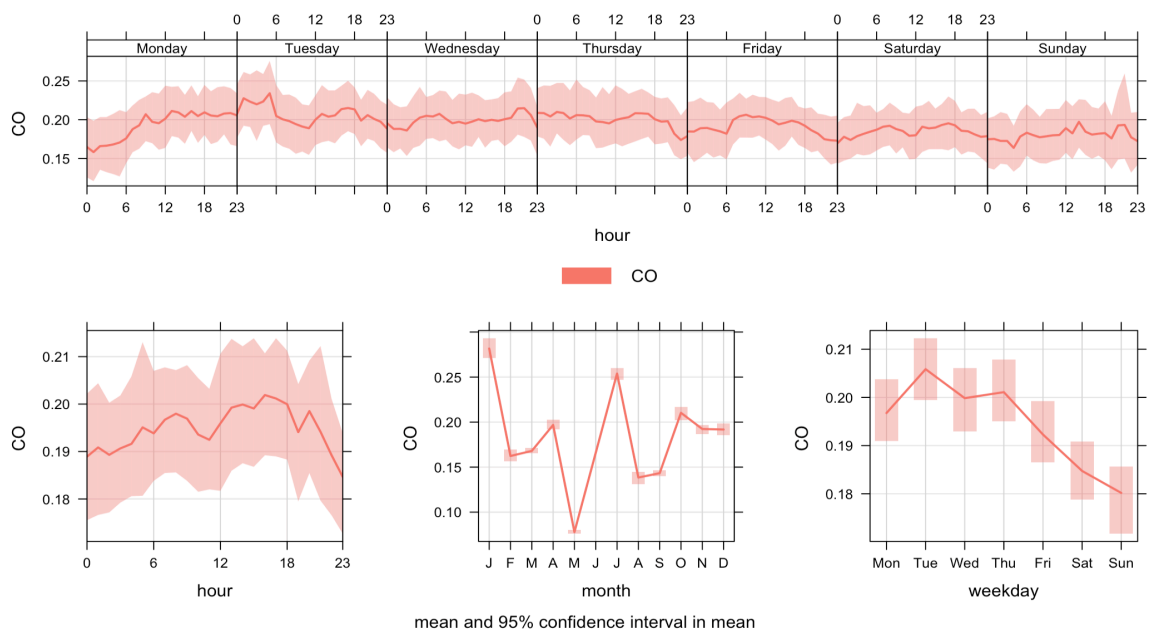 0 6 12 18 23 0 6 12 18 23 0 6 12 18 23
Monday Tuesday Wednesday Thursday Friday Saturday Sunday
CO
0.25
0.20
0.15
0 6 12 18 23 0 6 12 18 23 0 6 12 18 23 0 6 12 18 23
hour
CO
CO
0.21
0.20
0.19
0.18
0 6 12 18 23
hour
CO
0.25
0.20
0.15
0.10
J F M A M J J A S O N D
month
CO
0.21
0.20
0.19
0.18
Mon Tue Wed Thu Fri Sat Sun
weekday
mean and 95% confidence interval in mean